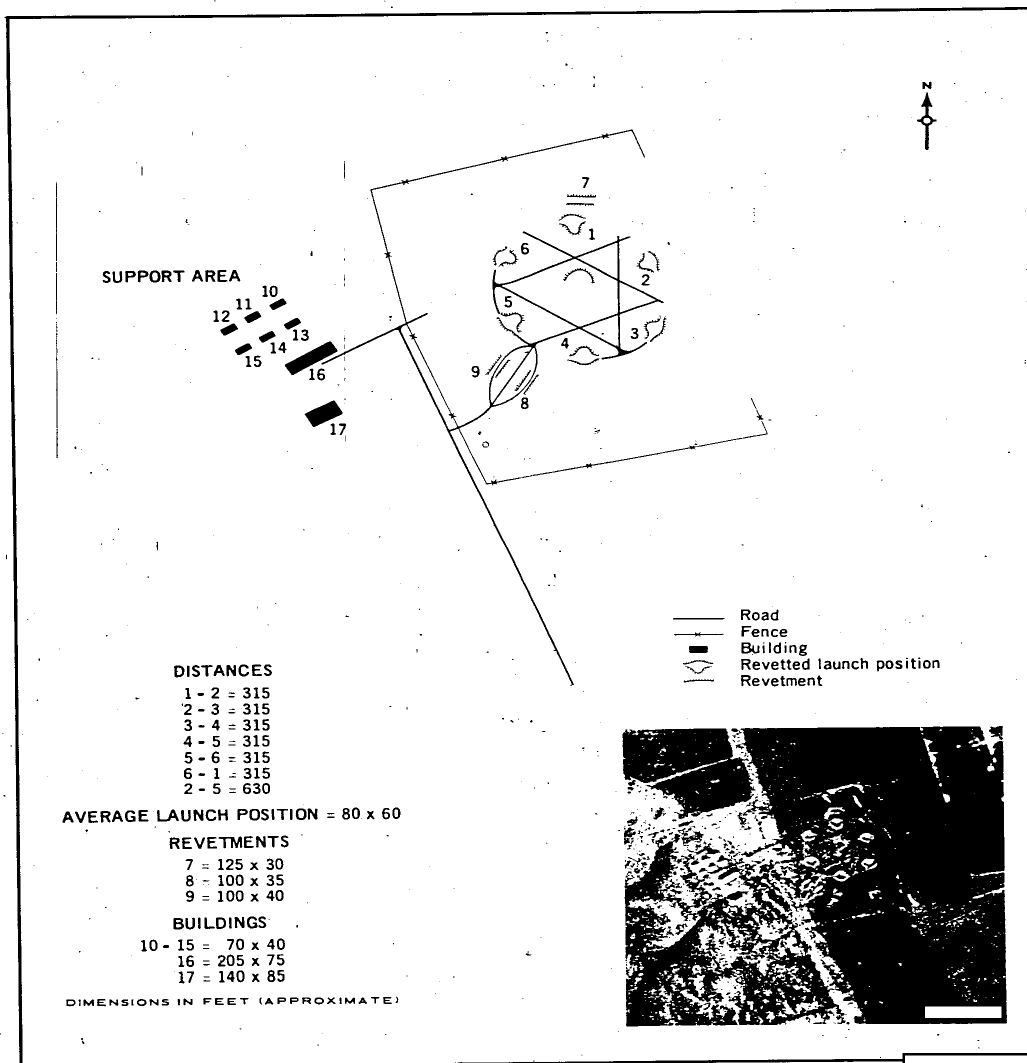 N
7
1
6
2
SUPPORT AREA
10
11
12
5
13
3
14
4
15
16
9
8
17
Road
Fence
Building
Revetted launch position
Revetment
DISTANCES
1 - 2 = 315
2 - 3 = 315
3 - 4 = 315
4 - 5 = 315
5 - 6 = 315
6 - 1 = 315
2 - 5 = 630
AVERAGE LAUNCH POSITION = 80 x 60
REVETMENTS
7 = 125 x 30
8 = 100 x 35
9 = 100 x 40
BUILDINGS
10 - 15 = 70 x 40
16 = 205 x 75
17 = 140 x 85
DIMENSIONS IN FEET (APPROXIMATE)